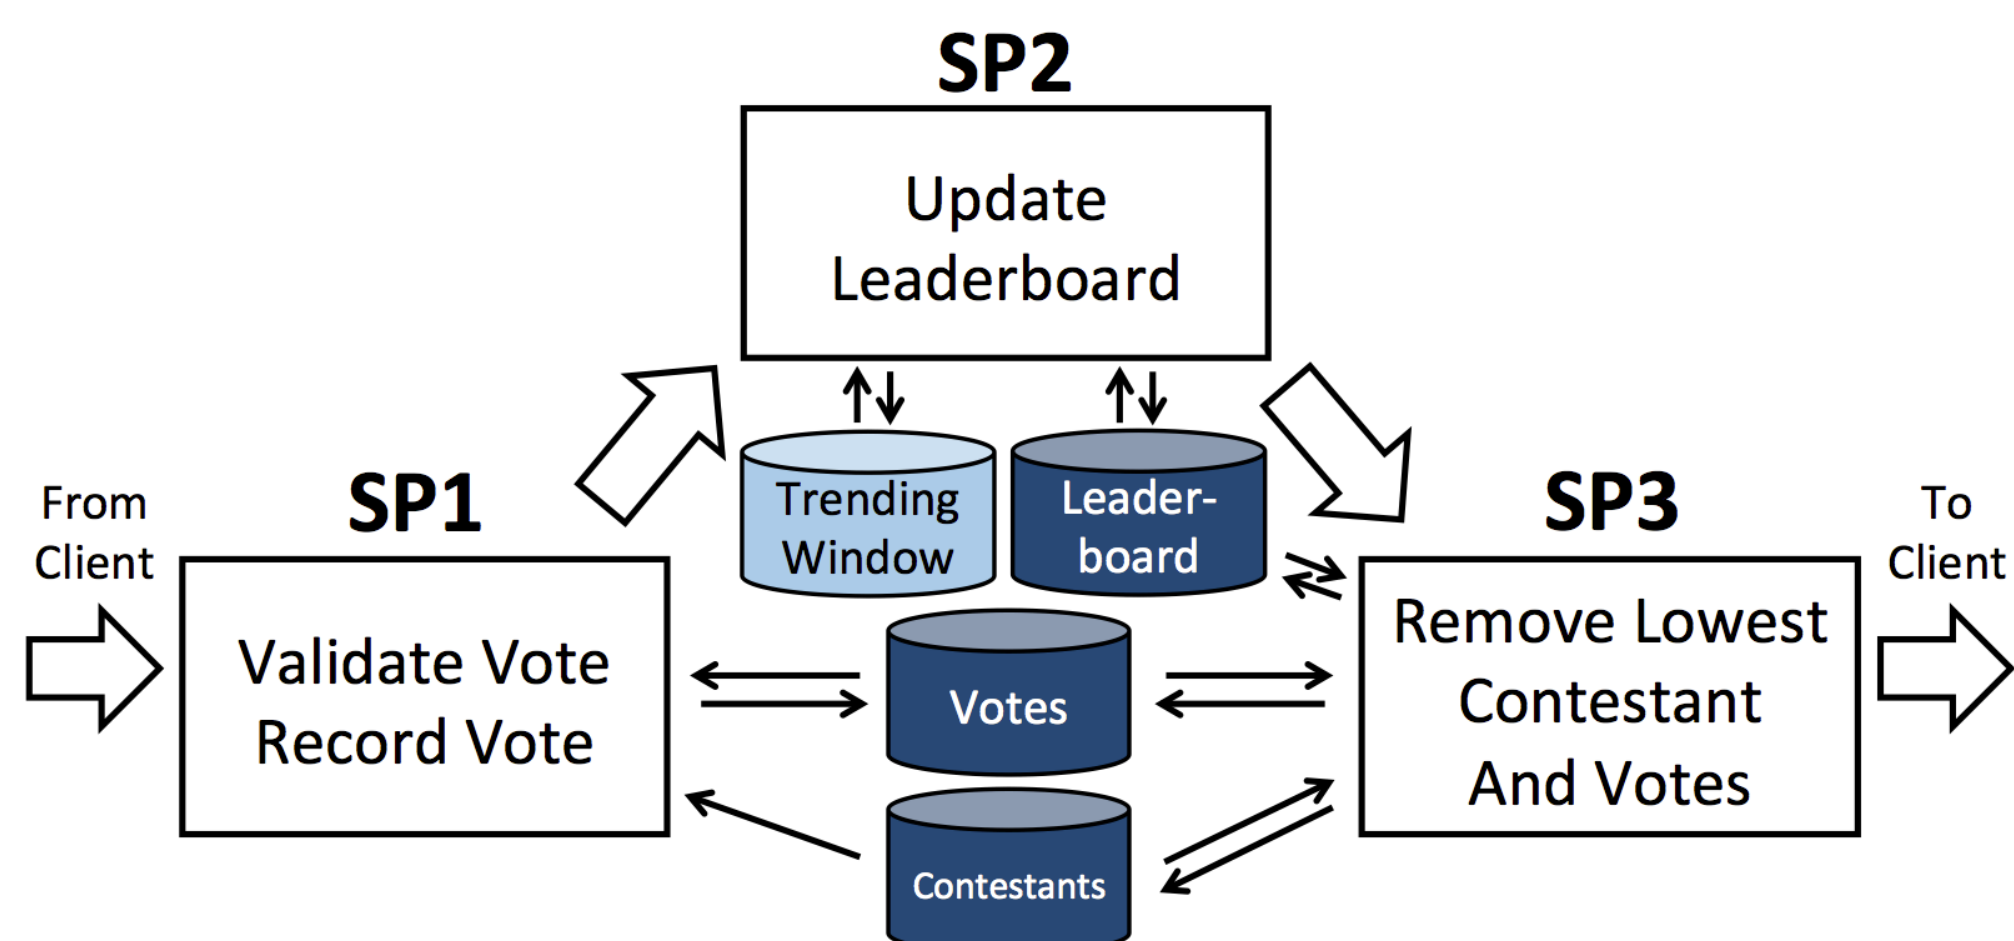 SP2
Update
Leaderboard
From
Client
SP1
Validate Vote
Record Vote
Trending
Window
Leader-
board
Votes
Contestants
SP3
Remove Lowest
Contestant
And Votes
To
Client